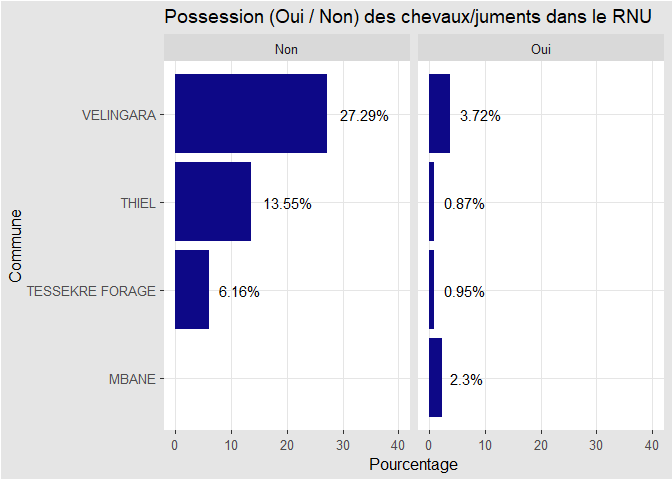 Possession (Oui / Non) des chevaux/juments dans le RNU
Non
Oui
Commune
VELINGARA
27.29%
3.72%
THIEL
13.55%
0.87%
TESSEKRE FORAGE
6.16%
0.95%
MBANE
2.3%
0 10 20 30 40
0 10 20 30 40
Pourcentage